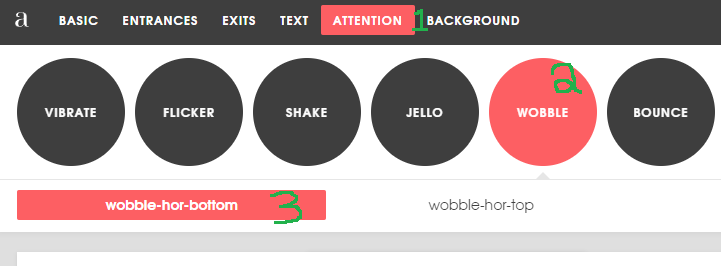 a BASIC ENTRANCES EXITS TEXT ATTENTION 1 BACKGROUND
2
VIBRATE FLICKER SHAKE JELLO WOBBLE BOUNCE
wobble-hor-bottom 3 wobble-hor-top